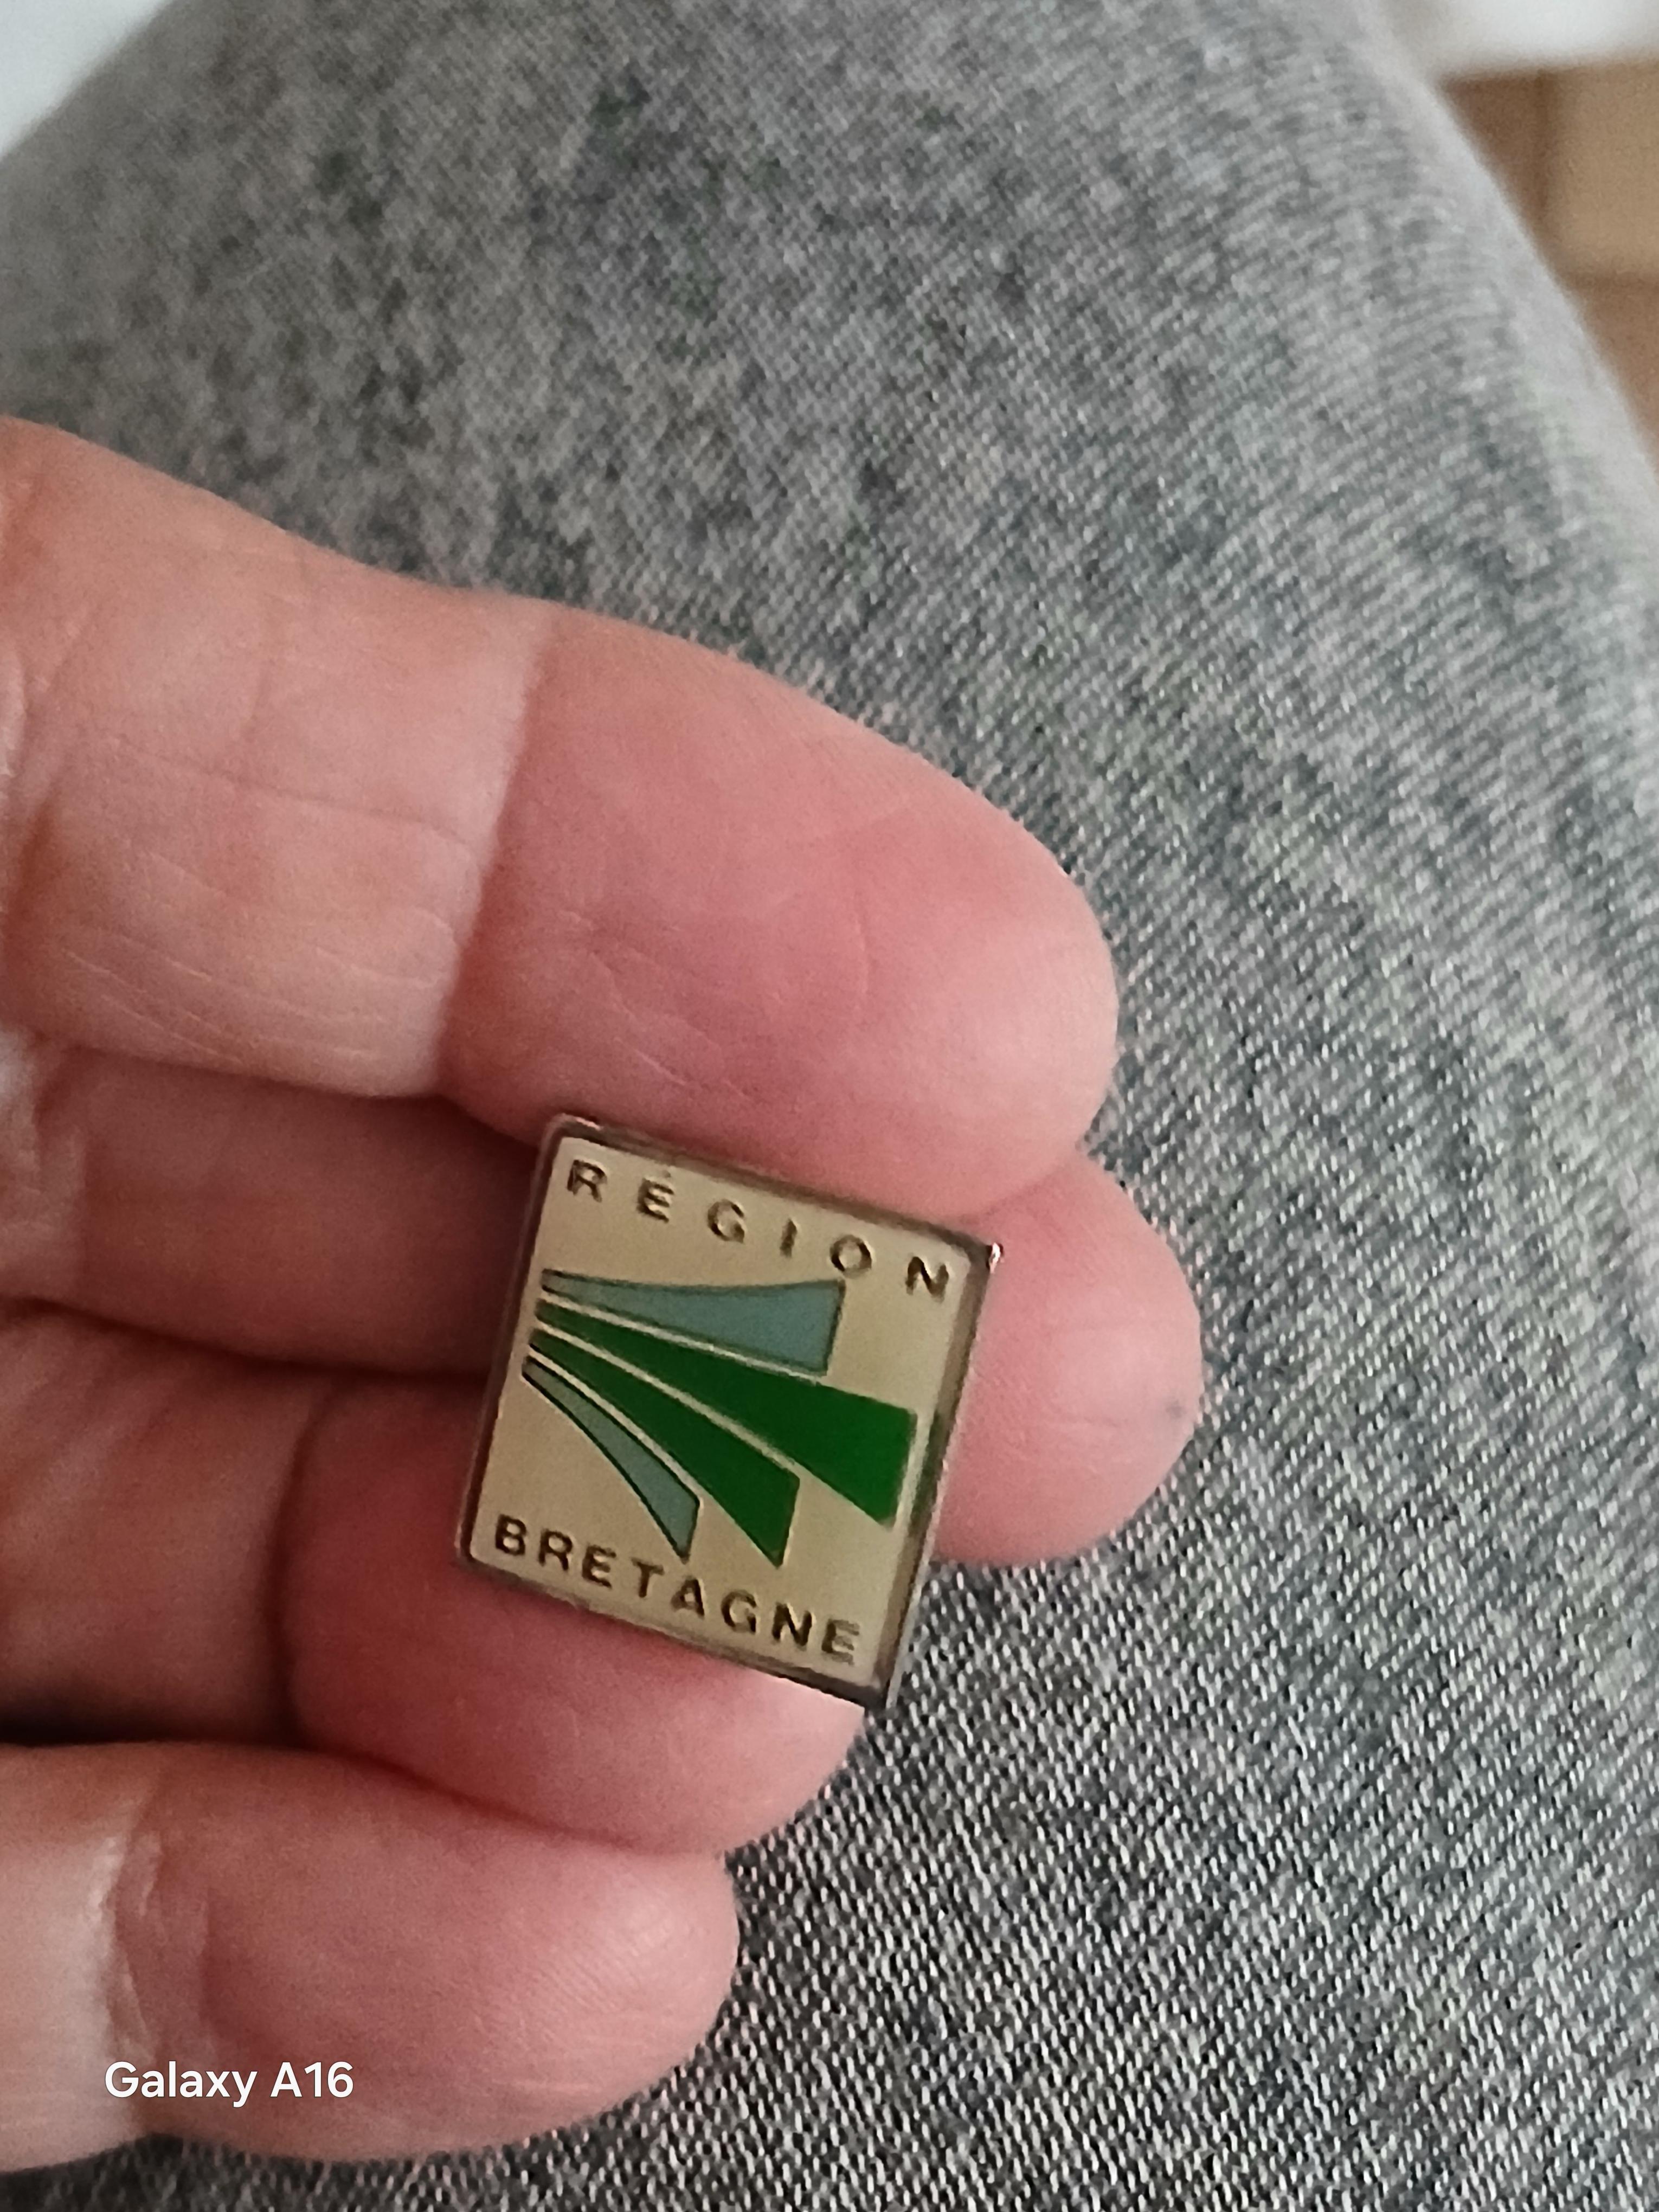 RÉGION
BRETAGNE
Galaxy A16